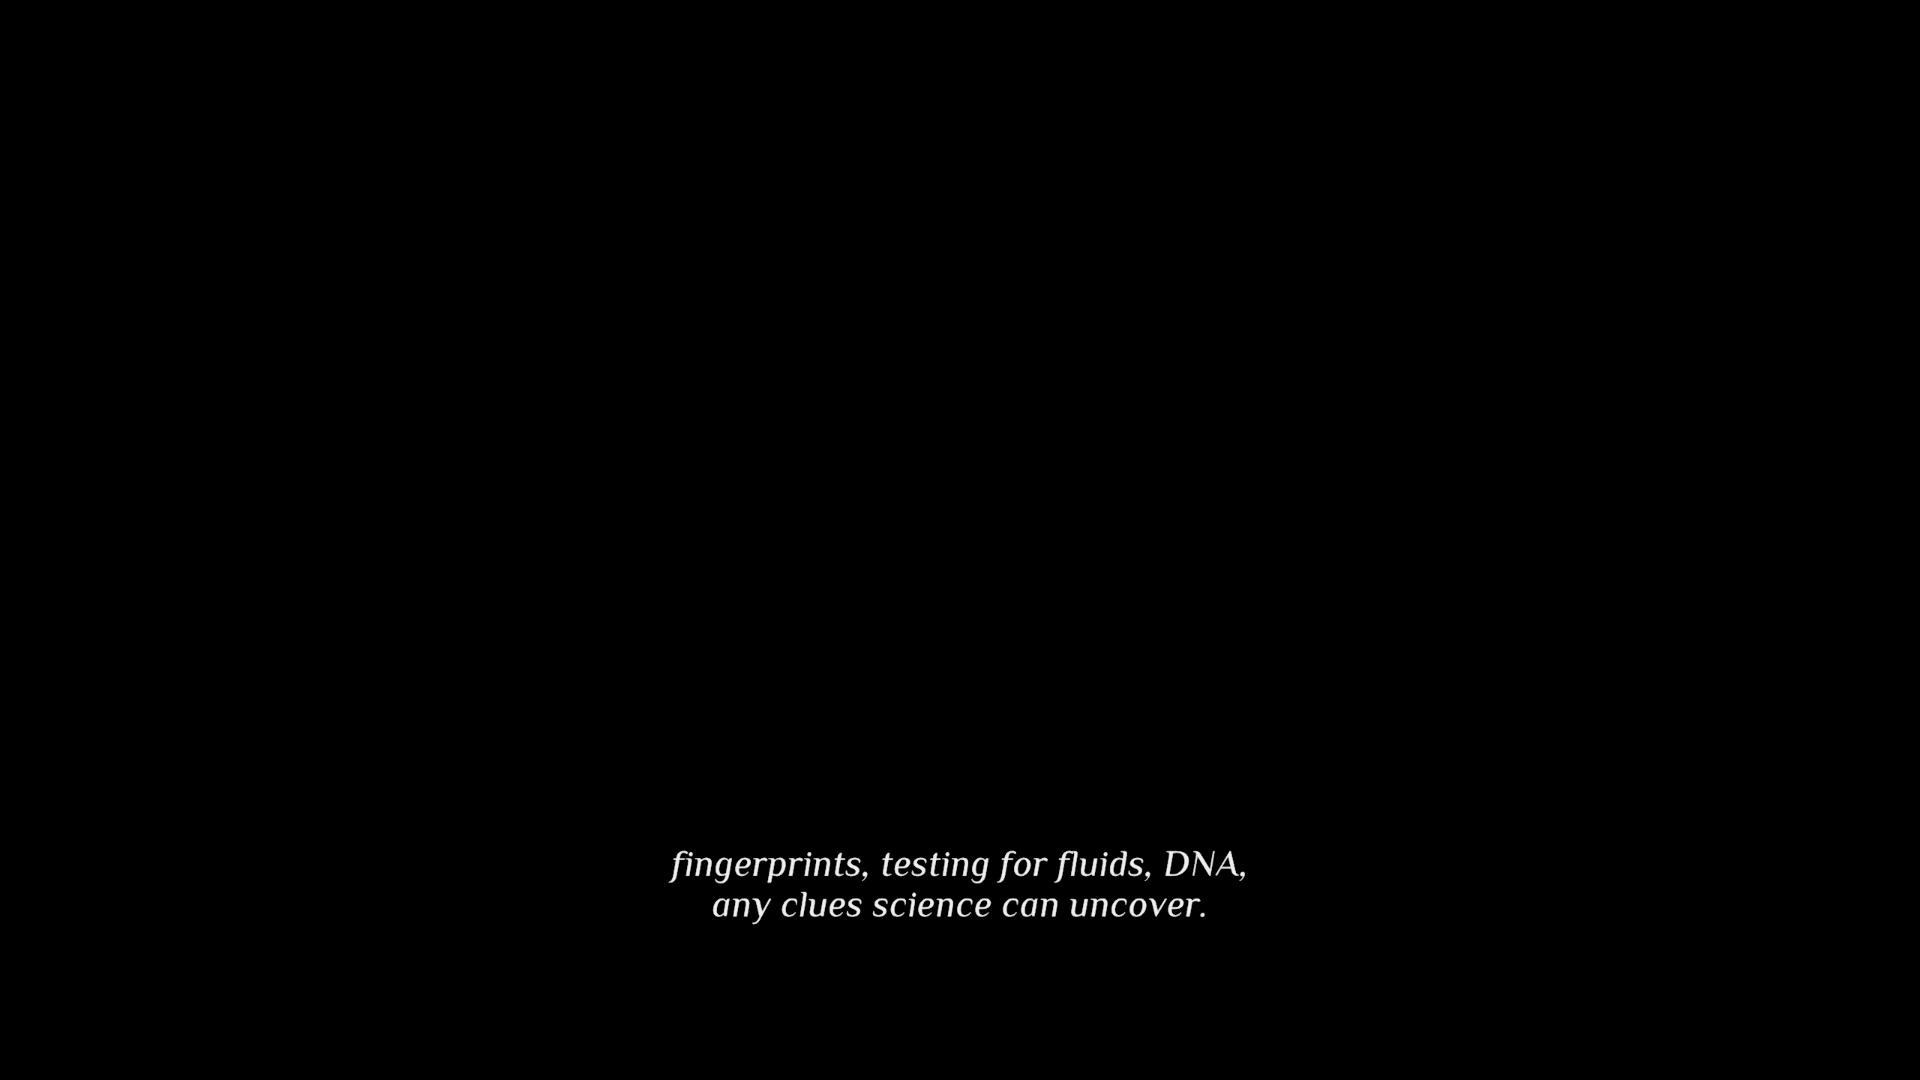 fingerprints, testing for fluids, DNA,
any clues science can uncover.